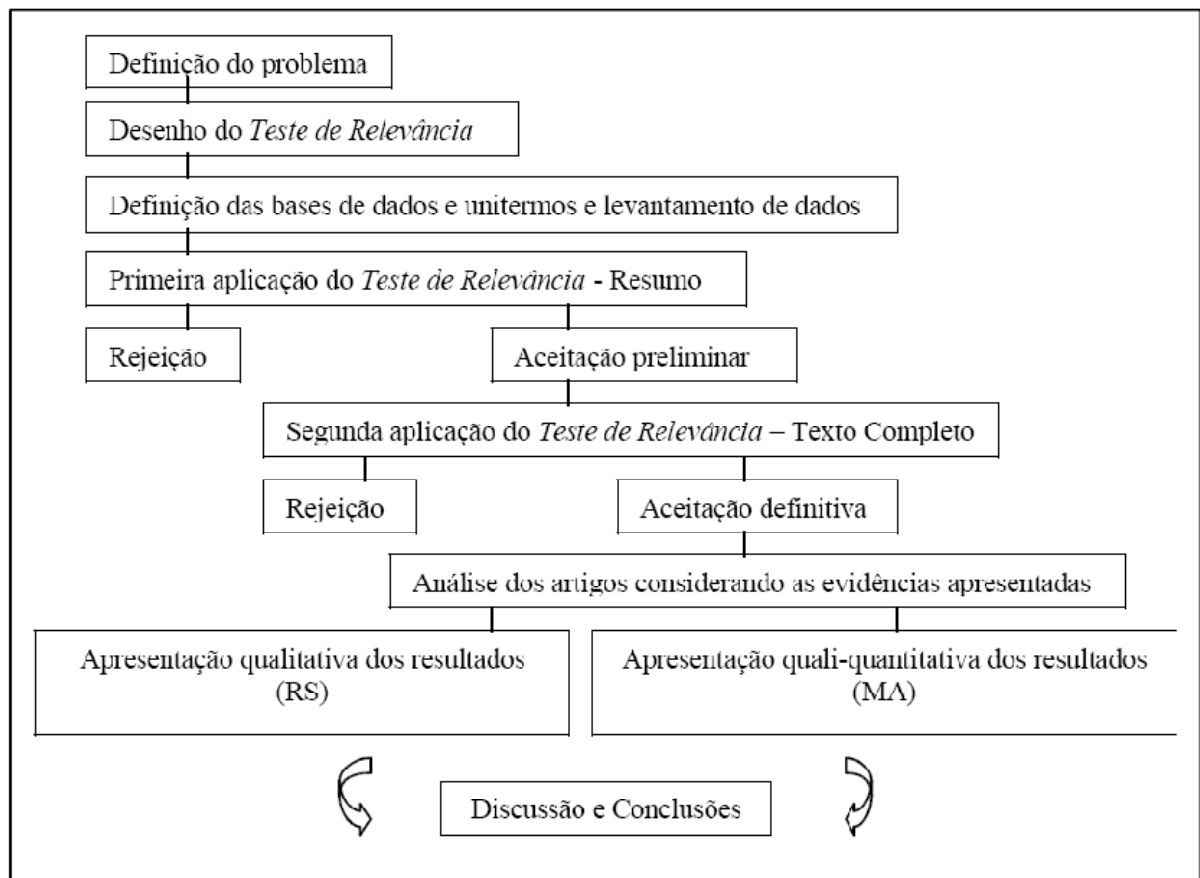 Definição do problema
Desenho do Teste de Relevância
Definição das bases de dados e unitermos e levantamento de dados
Primeira aplicação do Teste de Relevância - Resumo
Rejeição
Aceitação preliminar
Segunda aplicação do Teste de Relevância – Texto Completo
Rejeição
Aceitação definitiva
Análise dos artigos considerando as evidências apresentadas
Apresentação qualitativa dos resultados
(RS)
Apresentação quali-quantitativa dos resultados
(MA)
Discussão e Conclusões